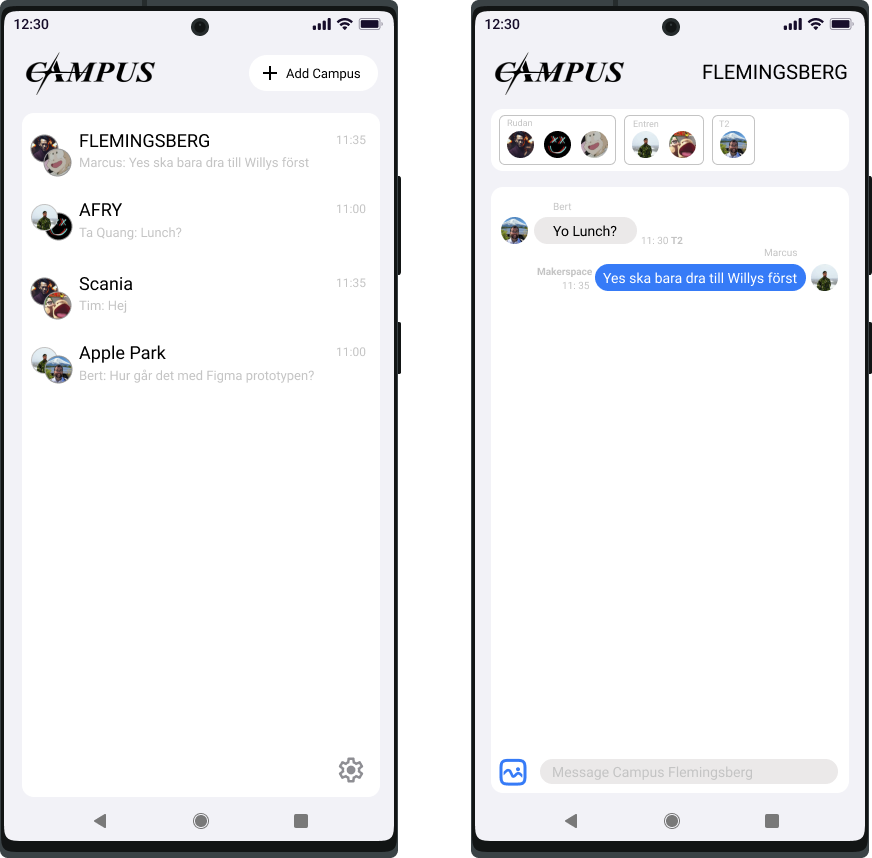 12:30
CAMPUS
Add Campus
FLEMINGSBERG
11:35
Marcus: Yes ska bara dra till Willys först
AFRY
11:00
Ta Quang: Lunch?
Scania
11:35
Tim: Hej
Apple Park
11:00
Bert: Hur går det med Figma prototypen?
12:30
CAMPUS
FLEMINGSBERG
Rudan
Entren
T2
Bert
Yo Lunch?
11: 30 T2
Marcus
Makerspace
Yes ska bara dra till Willys först
11: 35
Message Campus Flemingsberg